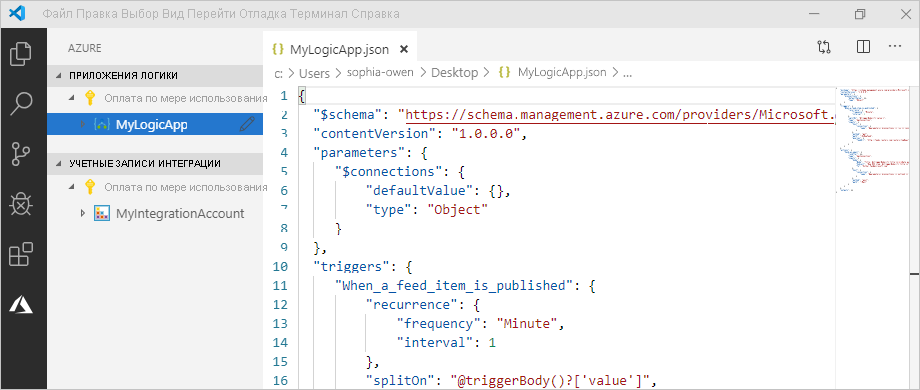 Файл Правка Выбор Вид Перейти Отладка Терминал Справка
AZURE
ПРИЛОЖЕНИЯ ЛОГИКИ
Оплата по мере использования
MyLogicApp
УЧЕТНЫЕ ЗАПИСИ ИНТЕГРАЦИИ
Оплата по мере использования
MyIntegrationAccount
{} MyLogicApp.json
c: > Users > sophia-owen > Desktop > {} MyLogicApp.json > ...
1 {
2 "$schema": "https://schema.management.azure.com/providers/Microsoft.
3 "contentVersion": "1.0.0.0",
4 "parameters": {
5 "$connections": {
6 "defaultValue": {},
7 "type": "Object"
8 }
9 },
10 "triggers": {
11 "When_a_feed_item_is_published": {
12 "recurrence": {
13 "frequency": "Minute",
14 "interval": 1
15 },
16 "splitOn": "@triggerBody()?['value']",